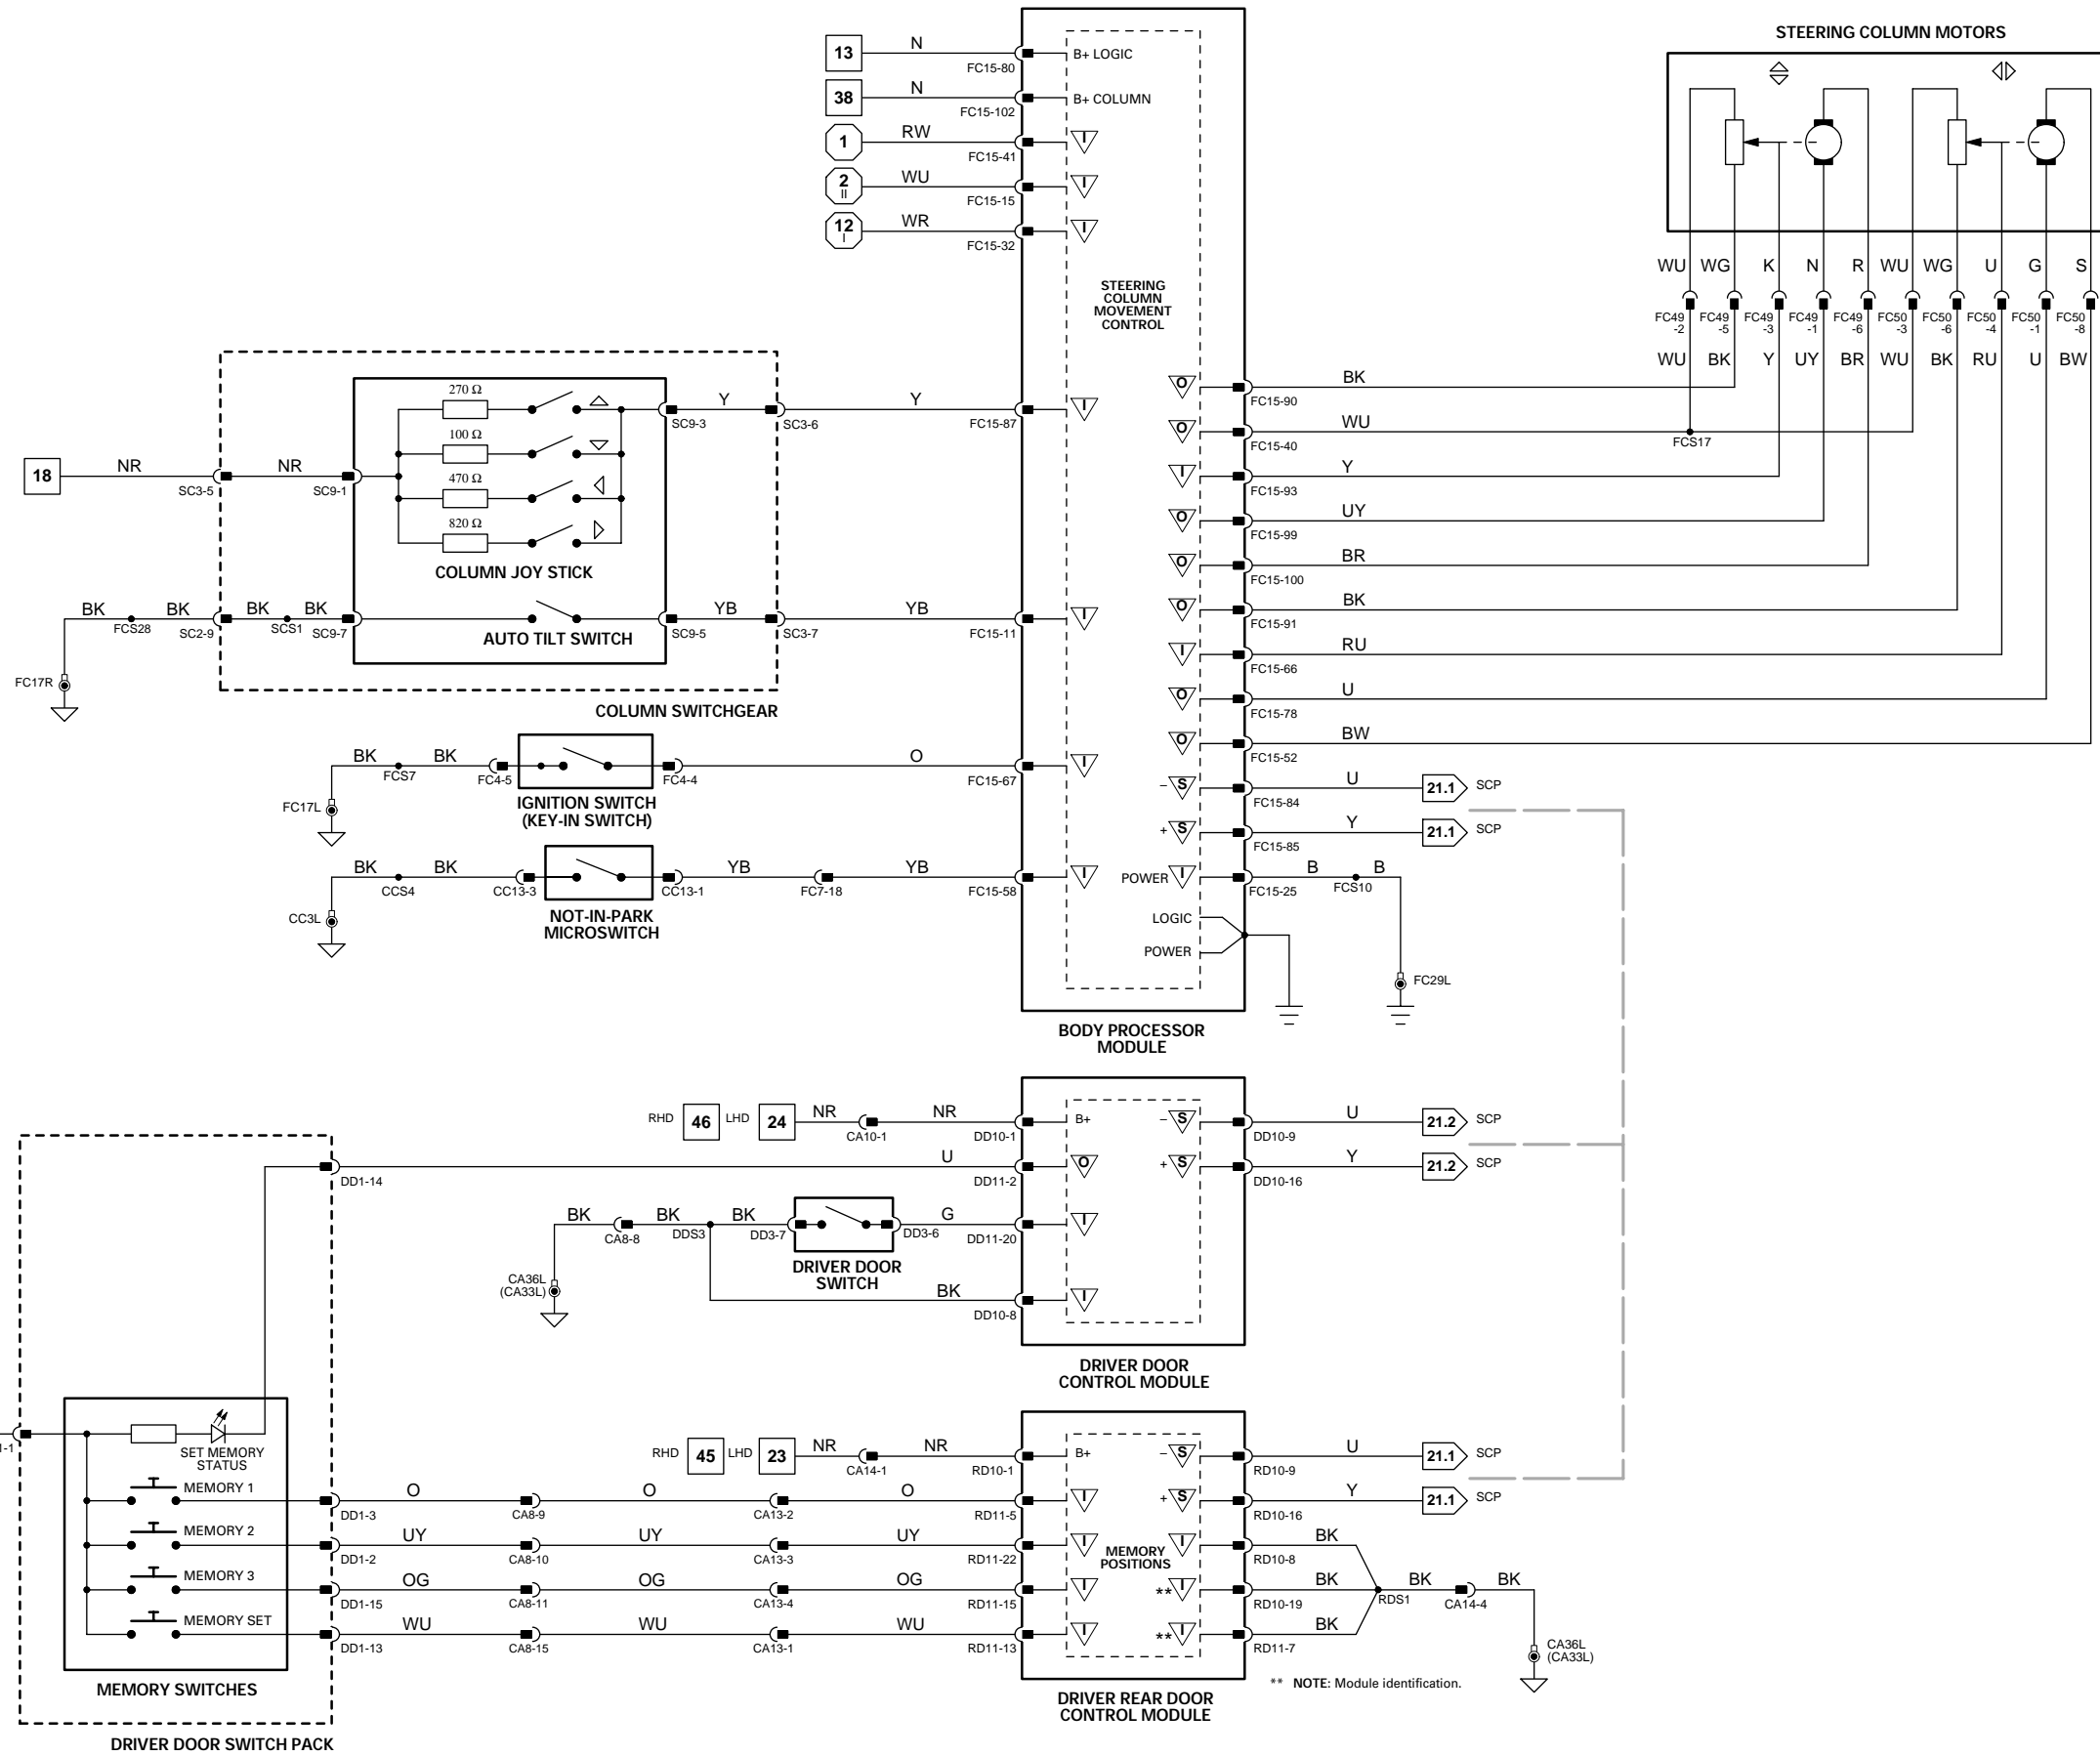 STEERING COLUMN MOTORS
13 N FC15-80 B+ LOGIC
38 N FC15-102 B+ COLUMN
1 RW FC15-41 I
2 II WU FC15-15 I
12 I WR FC15-32 I
STEERING
COLUMN
MOVEMENT
CONTROL
WU WG K N R WU WG U G S
FC49 FC49 FC49 FC49 FC49 FC50 FC50 FC50 FC50 FC50
-2 -5 -3 -1 -6 -3 -6 -4 -1 -8
WU BK Y UY BR WU BK RU U BW
O FC15-90 BK
O FC15-40 WU FCS17
I FC15-93 Y
O FC15-99 UY
O FC15-100 BR
O FC15-91 BK
I FC15-66 RU
O FC15-78 U
O FC15-52 BW
– S FC15-84 U 21.1 SCP
+ S FC15-85 Y 21.1 SCP
POWER I FC15-25 B FCS10 B
LOGIC
POWER
FC29L
270 Ω
100 Ω
470 Ω
820 Ω
18 NR SC3-5 NR SC9-1
SC9-3 Y SC3-6 Y FC15-87 I
COLUMN JOY STICK
BK FCS28 BK SC2-9 BK SCS1 BK SC9-7
AUTO TILT SWITCH
SC9-5 YB SC3-7 YB FC15-11 I
FC17R
COLUMN SWITCHGEAR
BK FCS7 BK FC4-5 FC4-4 O FC15-67 I
FC17L
IGNITION SWITCH
(KEY-IN SWITCH)
BK CCS4 BK CC13-3 CC13-1 YB FC7-18 YB FC15-58 I
CC3L
NOT-IN-PARK
MICROSWITCH
BODY PROCESSOR
MODULE
RHD 46 LHD 24 NR CA10-1 NR DD10-1 B+
– S DD10-9 U 21.2 SCP
DD1-14 U DD11-2 O
+ S DD10-16 Y 21.2 SCP
BK CA8-8 BK DDS3 BK DD3-7 DD3-6 G DD11-20 I
DRIVER DOOR
SWITCH
CA36L
(CA33L)
BK DD10-8 I
DRIVER DOOR
CONTROL MODULE
-1
SET MEMORY
STATUS
RHD 45 LHD 23 NR CA14-1 NR RD10-1 B+
– S RD10-9 U 21.1 SCP
MEMORY 1 DD1-3 O CA8-9 O CA13-2 O RD11-5 I
+ S RD10-16 Y 21.1 SCP
MEMORY 2 DD1-2 UY CA8-10 UY CA13-3 UY RD11-22 I
MEMORY
POSITIONS
I RD10-8 BK
MEMORY 3 DD1-15 OG CA8-11 OG CA13-4 OG RD11-15 I
** I RD10-19 BK RDS1 BK CA14-4 BK
MEMORY SET DD1-13 WU CA8-15 WU CA13-1 WU RD11-13 I
** I RD11-7 BK
CA36L
(CA33L)
MEMORY SWITCHES
** NOTE: Module identification.
DRIVER REAR DOOR
CONTROL MODULE
DRIVER DOOR SWITCH PACK